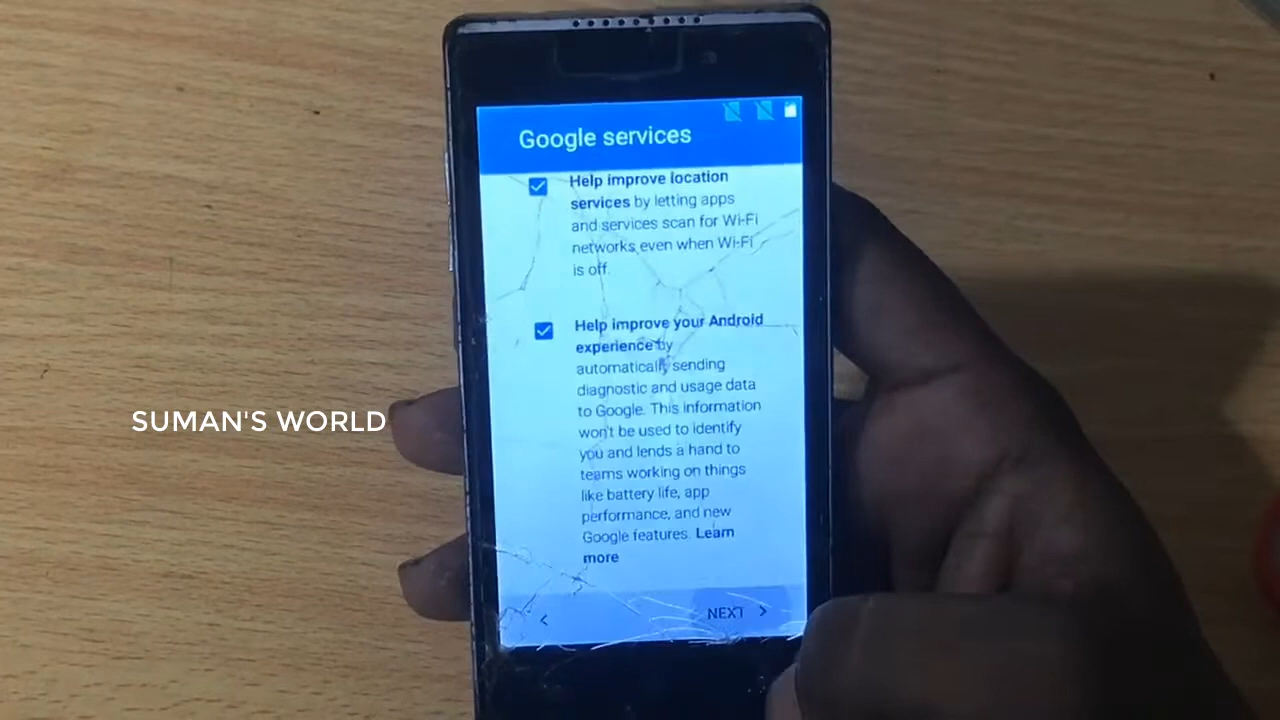 Google services
Help improve location
services by letting apps
and services scan for Wi-Fi
networks even when Wi-Fi
is off.
Help improve your Android
experience by
automatically sending
diagnostic and usage data
to Google. This information
won't be used to identify
you and lends a hand to
teams working on things
like battery life, app
performance, and new
Google features. Learn
more
NEXT
SUMAN'S WORLD